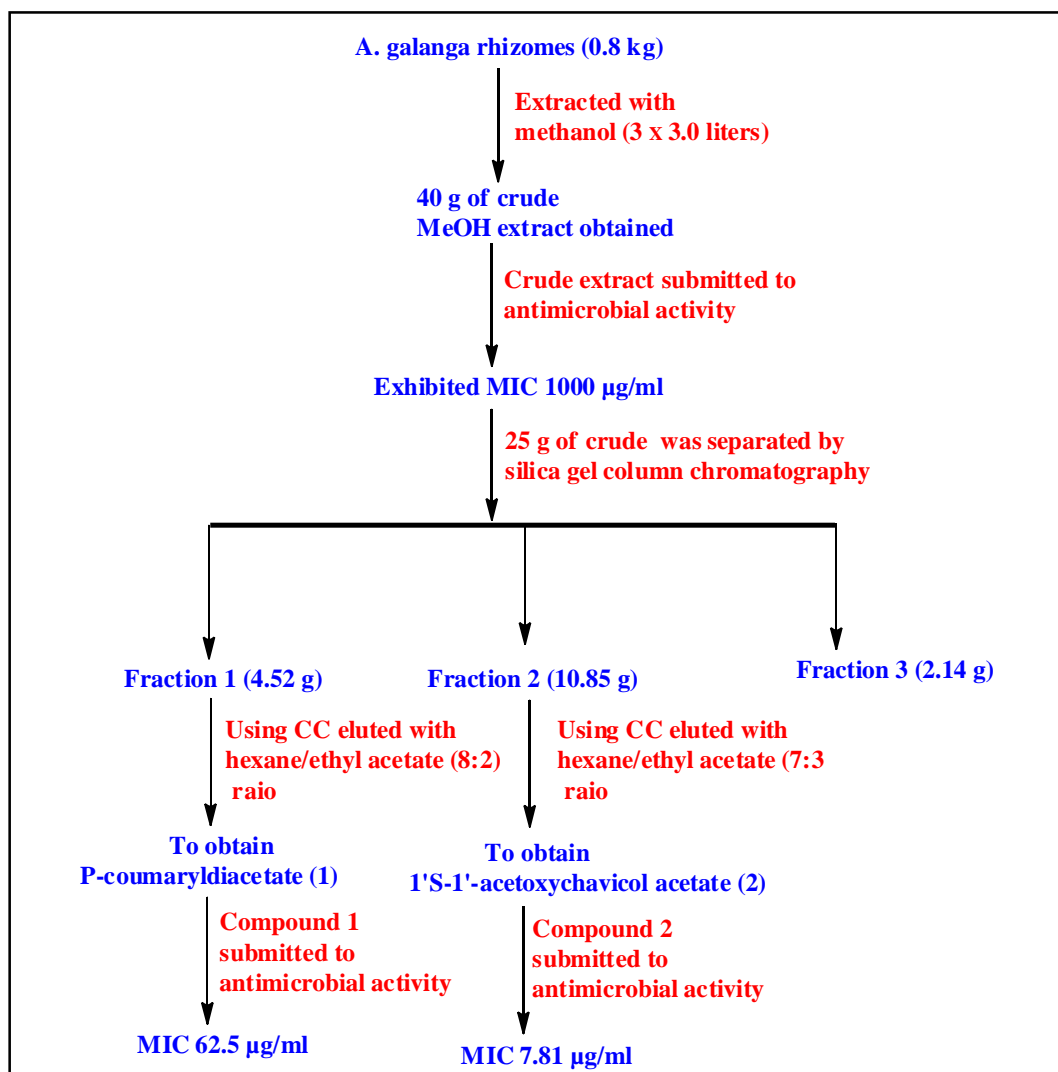 A. galanga rhizomes (0.8 kg)
Extracted with
methanol (3 x 3.0 liters)
40 g of crude
MeOH extract obtained
Crude extract submitted to
antimicrobial activity
Exhibited MIC 1000 µg/ml
25 g of crude was separated by
silica gel column chromatography
Fraction 1 (4.52 g)
Fraction 2 (10.85 g)
Fraction 3 (2.14 g)
Using CC eluted with
hexane/ethyl acetate (8:2)
raio
Using CC eluted with
hexane/ethyl acetate (7:3
raio
To obtain
P-coumaryldiacetate (1)
To obtain
1'S-1'-acetoxychavicol acetate (2)
Compound 1
submitted to
antimicrobial activity
Compound 2
submitted to
antimicrobial activity
MIC 62.5 µg/ml
MIC 7.81 µg/ml